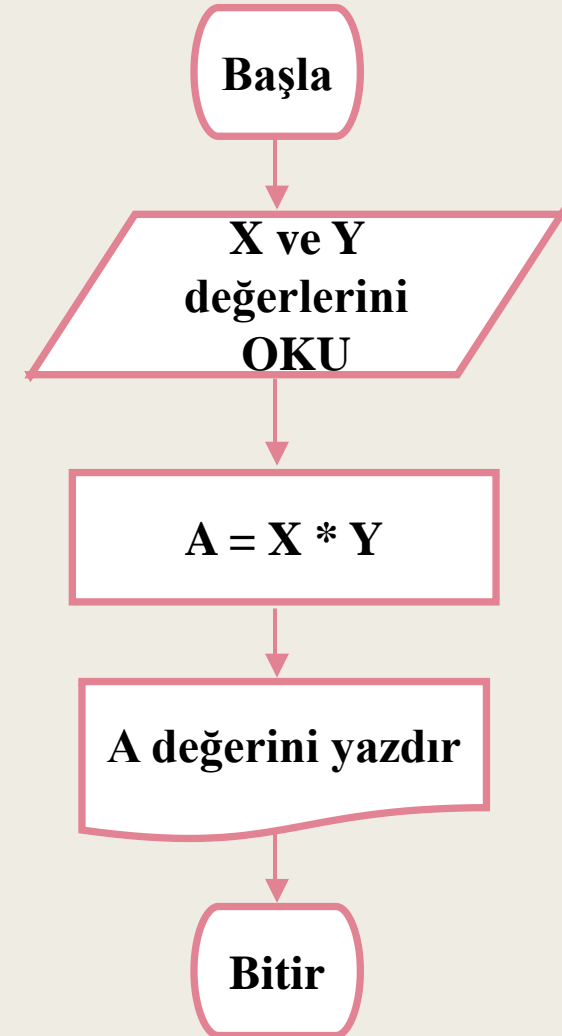 Başla
X ve Y
değerlerini
OKU
A = X * Y
A değerini yazdır
Bitir